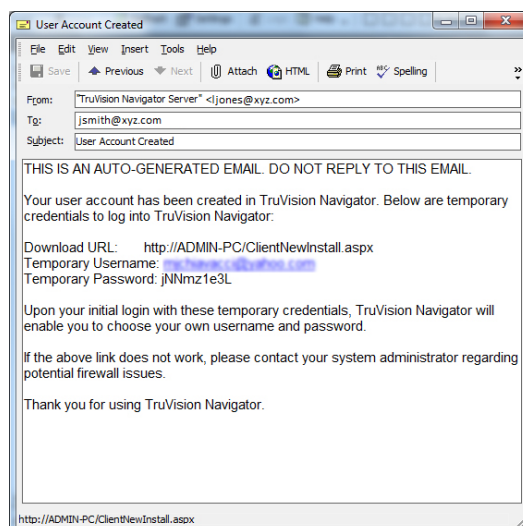 User Account Created
File Edit View Insert Tools Help
Save Previous Next Attach HTML Print Spelling »
From: "TruVision Navigator Server" <ljones@xyz.com>
To: jsmith@xyz.com
Subject: User Account Created
THIS IS AN AUTO-GENERATED EMAIL. DO NOT REPLY TO THIS EMAIL.
Your user account has been created in TruVision Navigator. Below are temporary
credentials to log into TruVision Navigator:
Download URL: http://ADMIN-PC/ClientNewInstall.aspx
Temporary Username:
Temporary Password: jNNmz1e3L
Upon your initial login with these temporary credentials, TruVision Navigator will
enable you to choose your own username and password.
If the above link does not work, please contact your system administrator regarding
potential firewall issues.
Thank you for using TruVision Navigator.
http://ADMIN-PC/ClientNewInstall.aspx